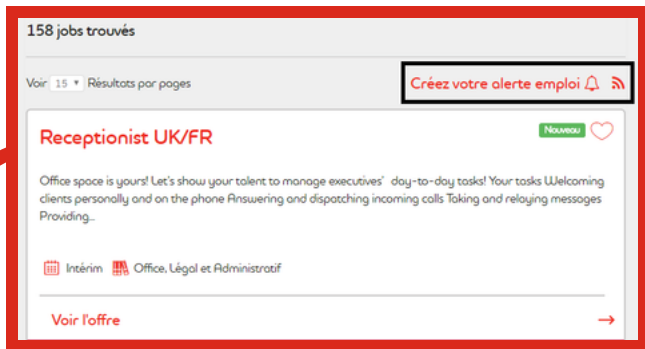 158 jobs trouvés
Voir 15 Résultats par pages
Créez votre alerte emploi
Receptionist UK/FR
Nouveau
Office space is yours! Let's show your talent to manage executives' day-to-day tasks! Your tasks Welcoming
clients personally and on the phone Answering and dispatching incoming calls Taking and relaying messages
Providing...
Intérim Office, Légal et Administratif
Voir l'offre